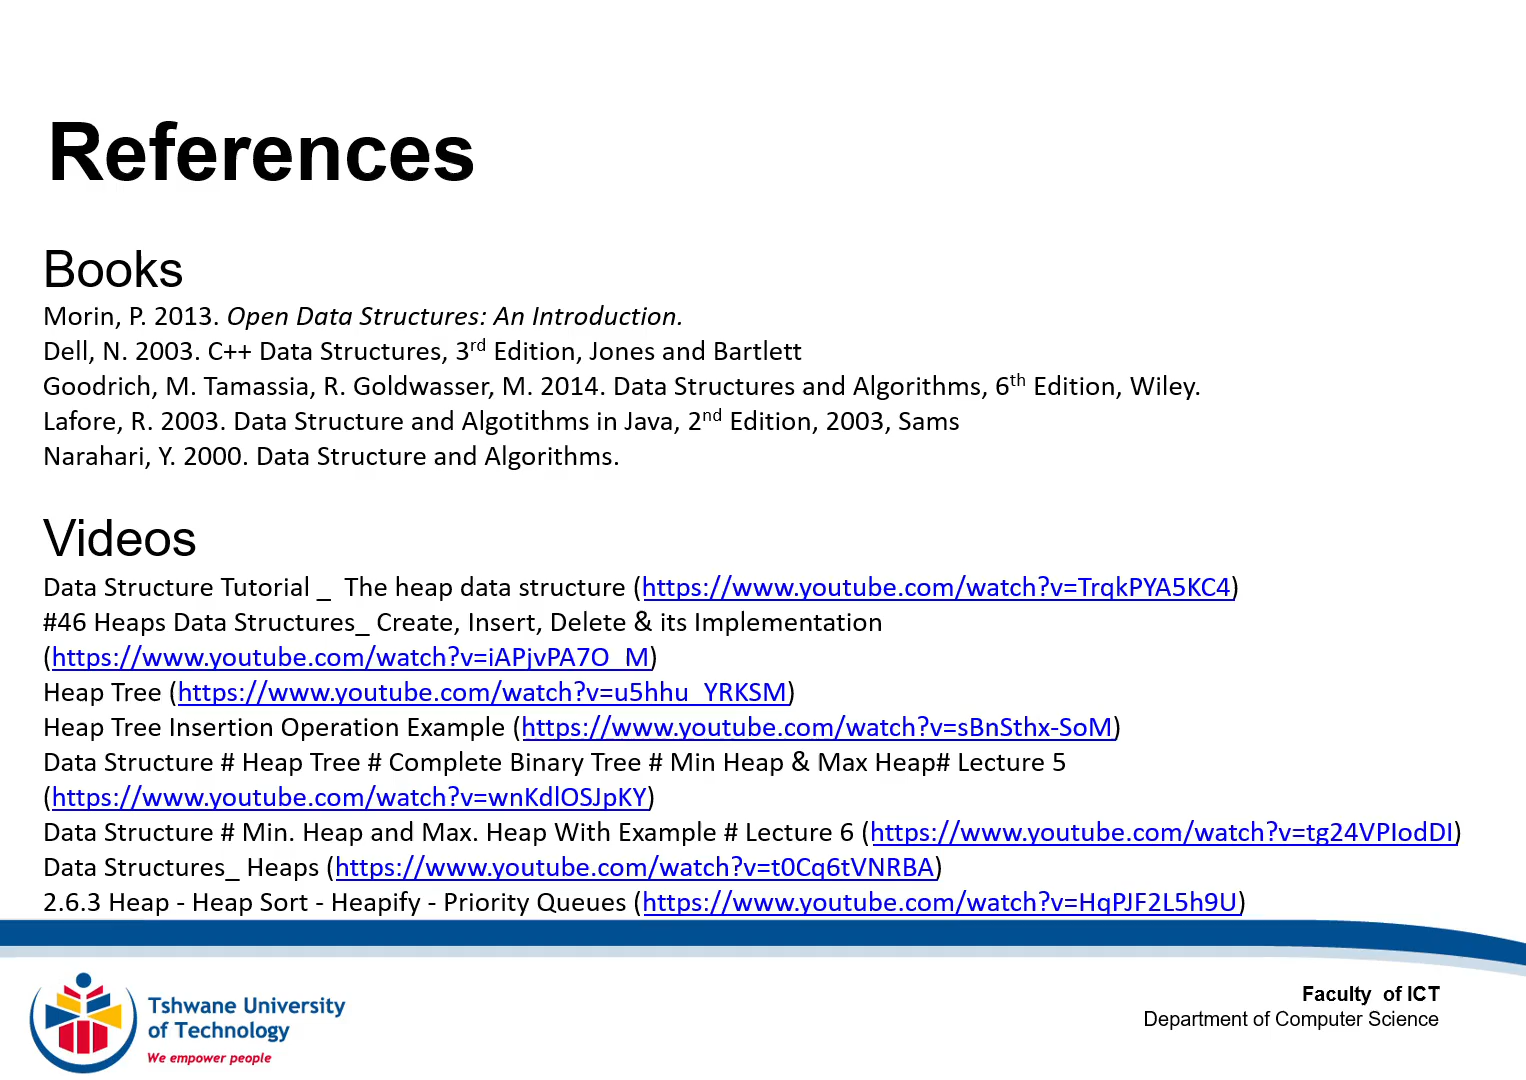 References
Books
Morin, P. 2013. Open Data Structures: An Introduction.
Dell, N. 2003. C++ Data Structures, 3rd Edition, Jones and Bartlett
Goodrich, M. Tamassia, R. Goldwasser, M. 2014. Data Structures and Algorithms, 6th Edition, Wiley.
Lafore, R. 2003. Data Structure and Algotithms in Java, 2nd Edition, 2003, Sams
Narahari, Y. 2000. Data Structure and Algorithms.
Videos
Data Structure Tutorial _  The heap data structure (https://www.youtube.com/watch?v=TrqkPYA5KC4)
#46 Heaps Data Structures_ Create, Insert, Delete & its Implementation
(https://www.youtube.com/watch?v=iAPjvPA7O_M)
Heap Tree (https://www.youtube.com/watch?v=u5hhu_YRKSM)
Heap Tree Insertion Operation Example (https://www.youtube.com/watch?v=sBnSthx-SoM)
Data Structure # Heap Tree # Complete Binary Tree # Min Heap & Max Heap# Lecture 5
(https://www.youtube.com/watch?v=wnKdlOSJpKY)
Data Structure # Min. Heap and Max. Heap With Example # Lecture 6 (https://www.youtube.com/watch?v=tg24VPIodDI)
Data Structures_ Heaps (https://www.youtube.com/watch?v=t0Cq6tVNRBA)
2.6.3 Heap - Heap Sort - Heapify - Priority Queues (https://www.youtube.com/watch?v=HqPJF2L5h9U)
Tshwane University
of Technology
We empower people
Faculty  of ICT
Department of Computer Science